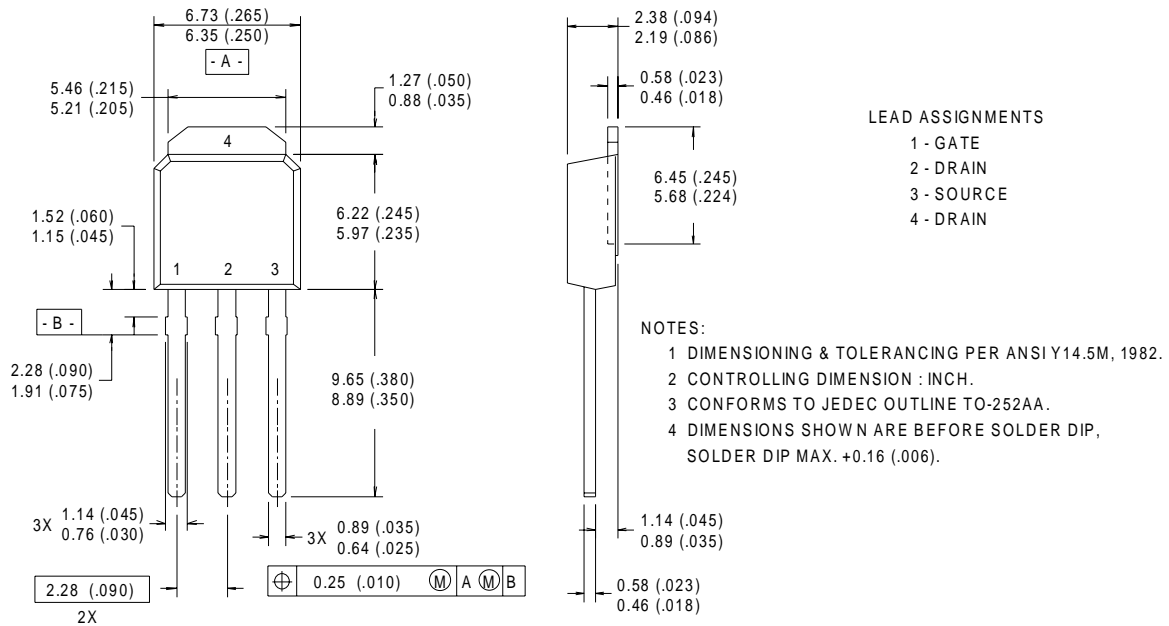 6.73 (.265)
6.35 (.250)
- A -
5.46 (.215)
5.21 (.205)
1.27 (.050)
0.88 (.035)
4
6.22 (.245)
5.97 (.235)
1.52 (.060)
1.15 (.045)
1 2 3
- B -
2.28 (.090)
1.91 (.075)
9.65 (.380)
8.89 (.350)
3X 1.14 (.045)
0.76 (.030)
3X 0.89 (.035)
0.64 (.025)
2.28 (.090)
2X
⌖ 0.25 (.010) Ⓜ A Ⓜ B
2.38 (.094)
2.19 (.086)
0.58 (.023)
0.46 (.018)
6.45 (.245)
5.68 (.224)
1.14 (.045)
0.89 (.035)
0.58 (.023)
0.46 (.018)
LEAD ASSIGNMENTS
1 - GATE
2 - DRAIN
3 - SOURCE
4 - DRAIN
NOTES:
1 DIMENSIONING & TOLERANCING PER ANSI Y14.5M, 1982.
2 CONTROLLING DIMENSION : INCH.
3 CONFORMS TO JEDEC OUTLINE TO-252AA.
4 DIMENSIONS SHOWN ARE BEFORE SOLDER DIP,
SOLDER DIP MAX. +0.16 (.006).